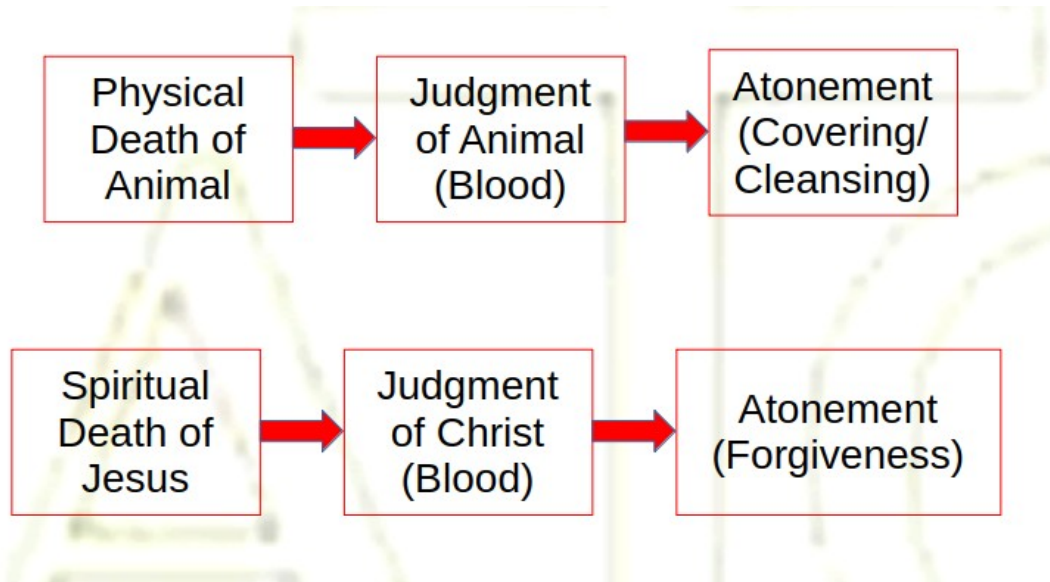 Physical
Death of
Animal
Judgment
of Animal
(Blood)
Atonement
(Covering/
Cleansing)
Spiritual
Death of
Jesus
Judgment
of Christ
(Blood)
Atonement
(Forgiveness)